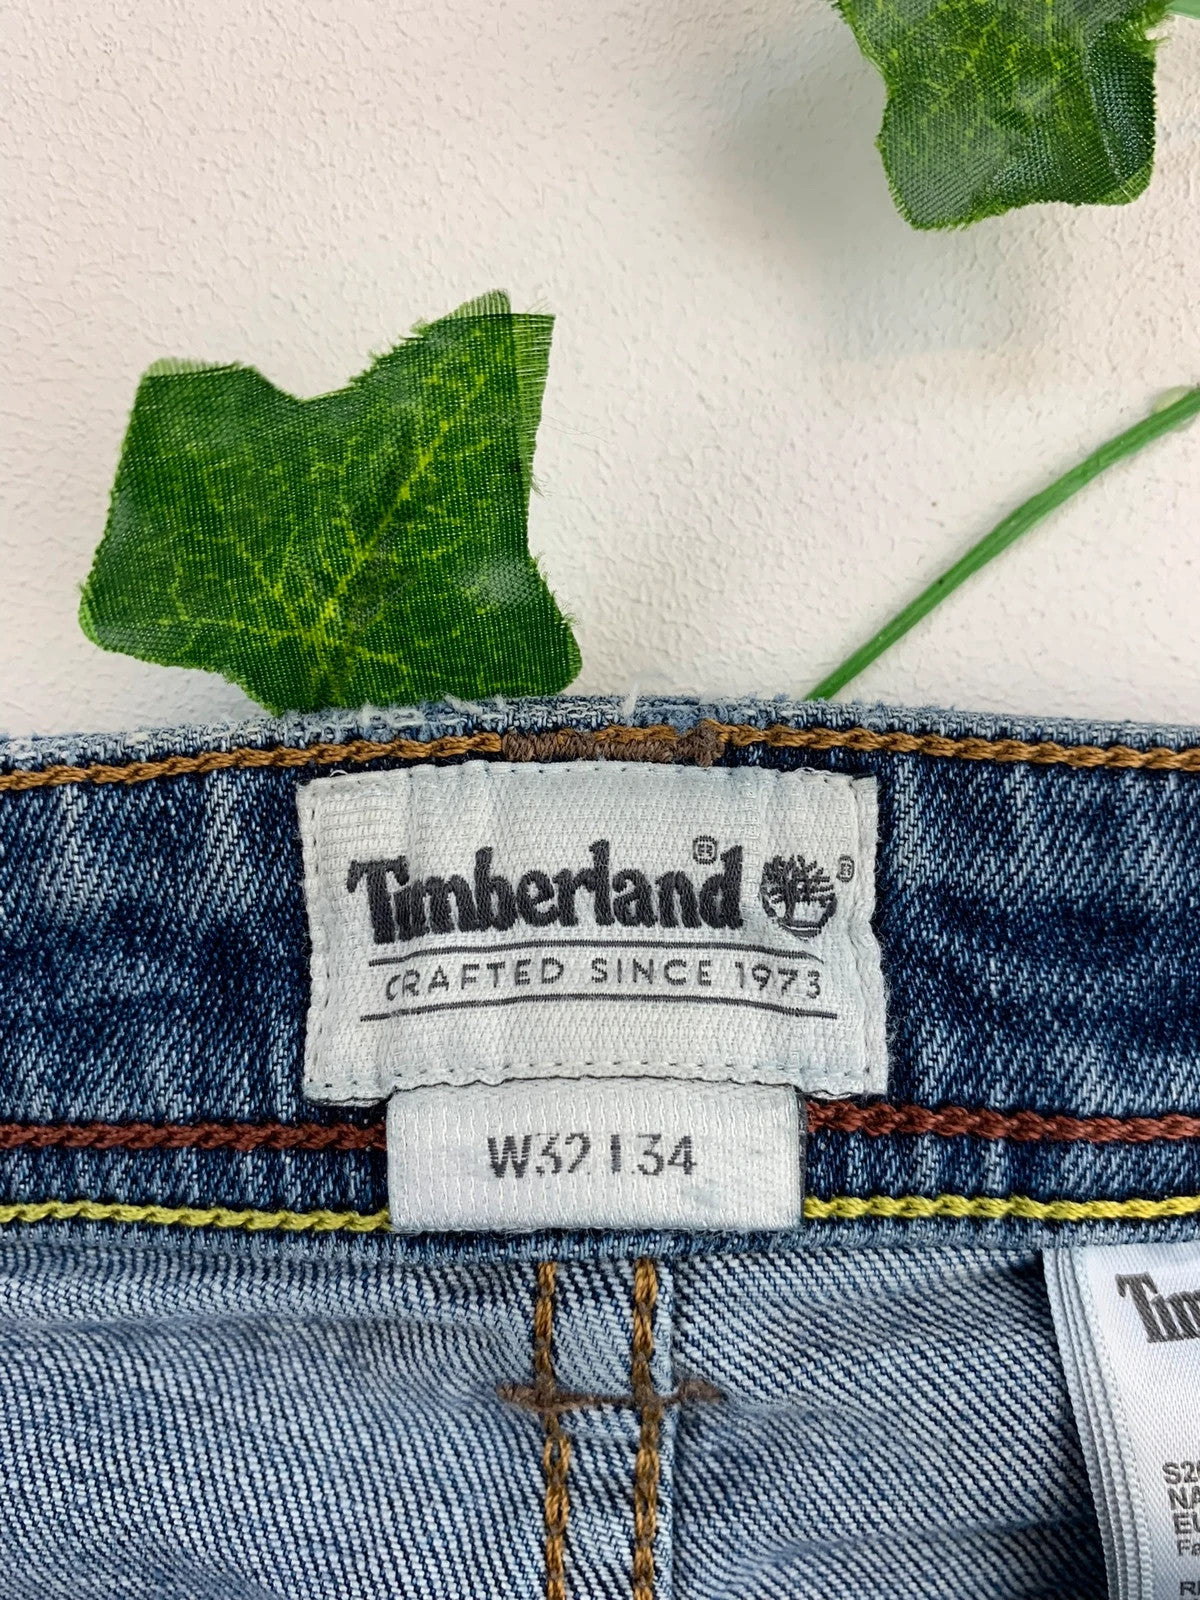 Timberland®
CRAFTED SINCE 1973
W32 L34